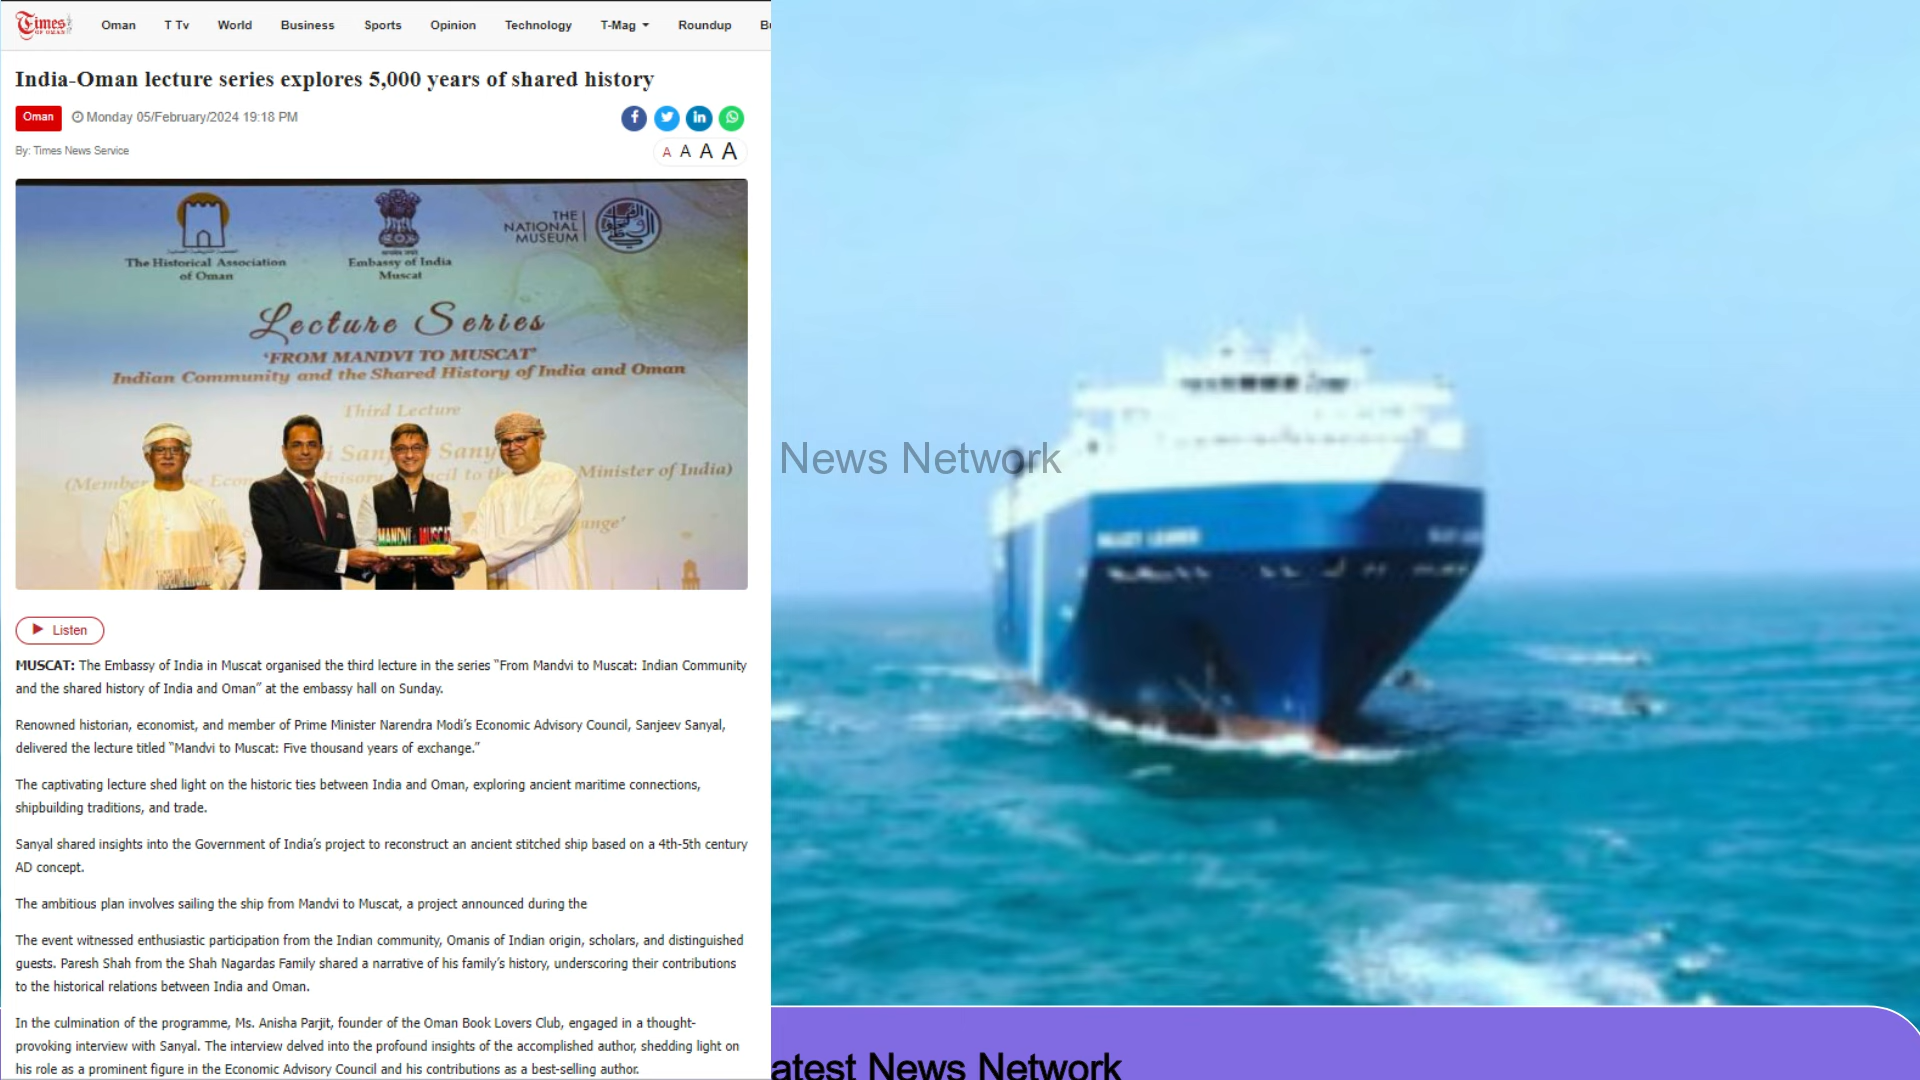 Times
OF OMAN
Oman T Tv World Business Sports Opinion Technology T-Mag Roundup
India-Oman lecture series explores 5,000 years of shared history
Oman Monday 05/February/2024 19:18 PM
By: Times News Service
A A A A
The Historical Association
of Oman
Embassy of India
Muscat
THE
NATIONAL
MUSEUM
Lecture Series
'FROM MANDVI TO MUSCAT'
Indian Community and the Shared History of India and Oman
Third Lecture
Minister of India)
MANDVI MUSCAT
Listen
MUSCAT: The Embassy of India in Muscat organised the third lecture in the series “From Mandvi to Muscat: Indian Community
and the shared history of India and Oman” at the embassy hall on Sunday.
Renowned historian, economist, and member of Prime Minister Narendra Modi’s Economic Advisory Council, Sanjeev Sanyal,
delivered the lecture titled “Mandvi to Muscat: Five thousand years of exchange.”
The captivating lecture shed light on the historic ties between India and Oman, exploring ancient maritime connections,
shipbuilding traditions, and trade.
Sanyal shared insights into the Government of India’s project to reconstruct an ancient stitched ship based on a 4th-5th century
AD concept.
The ambitious plan involves sailing the ship from Mandvi to Muscat, a project announced during the
The event witnessed enthusiastic participation from the Indian community, Omanis of Indian origin, scholars, and distinguished
guests. Paresh Shah from the Shah Nagardas Family shared a narrative of his family’s history, underscoring their contributions
to the historical relations between India and Oman.
In the culmination of the programme, Ms. Anisha Parjit, founder of the Oman Book Lovers Club, engaged in a thought-
provoking interview with Sanyal. The interview delved into the profound insights of the accomplished author, shedding light on
his role as a prominent figure in the Economic Advisory Council and his contributions as a best-selling author.
News Network
atest News Network